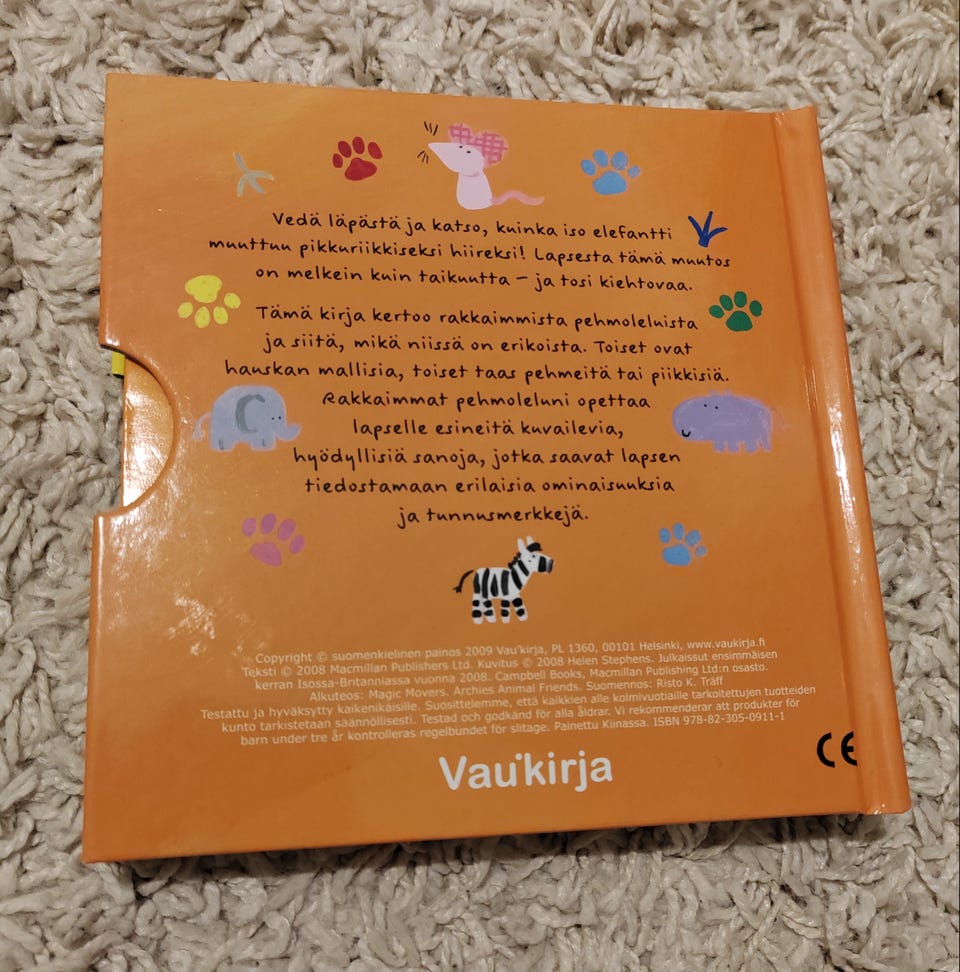 Vedä läpästä ja katso, kuinka iso elefantti
muuttuu pikkuriikkiseksi hiireksi! Lapsesta tämä muutos
on melkein kuin taikuutta – ja tosi kiehtovaa.
Tämä kirja kertoo rakkaimmista pehmoleluista
ja siitä, mikä niissä on erikoista. Toiset ovat
hauskan mallisia, toiset taas pehmeitä tai piikkisiä.
Rakkaimmat pehmoleluni opettaa
lapselle esineitä kuvailevia,
hyödyllisiä sanoja, jotka saavat lapsen
tiedostamaan erilaisia ominaisuuksia
ja tunnusmerkkejä.
Copyright © suomenkielinen painos 2009 Vau'kirja, PL 1360, 00101 Helsinki, www.vaukirja.fi
Teksti © 2008 Macmillan Publishers Ltd. Kuvitus © 2008 Helen Stephens. Julkaissut ensimmäisen
kerran Isossa-Britanniassa vuonna 2008. Campbell Books, Macmillan Publishing Ltd:n osasto.
Alkuteos: Magic Movers. Archies Animal Friends. Suomennos: Risto K. Träff
Testattu ja hyväksytty kaikenikäisille. Suosittelemme, että kaikkien alle kolmivuotiaille tarkoitettujen tuotteiden
kunto tarkistetaan säännöllisesti. Testad och godkänd för alla åldrar. Vi rekommenderar att produkter för
barn under tre år kontrolleras regelbundet för slitage. Painettu Kiinassa. ISBN 978-82-305-0911-1
CE
Vau'kirja